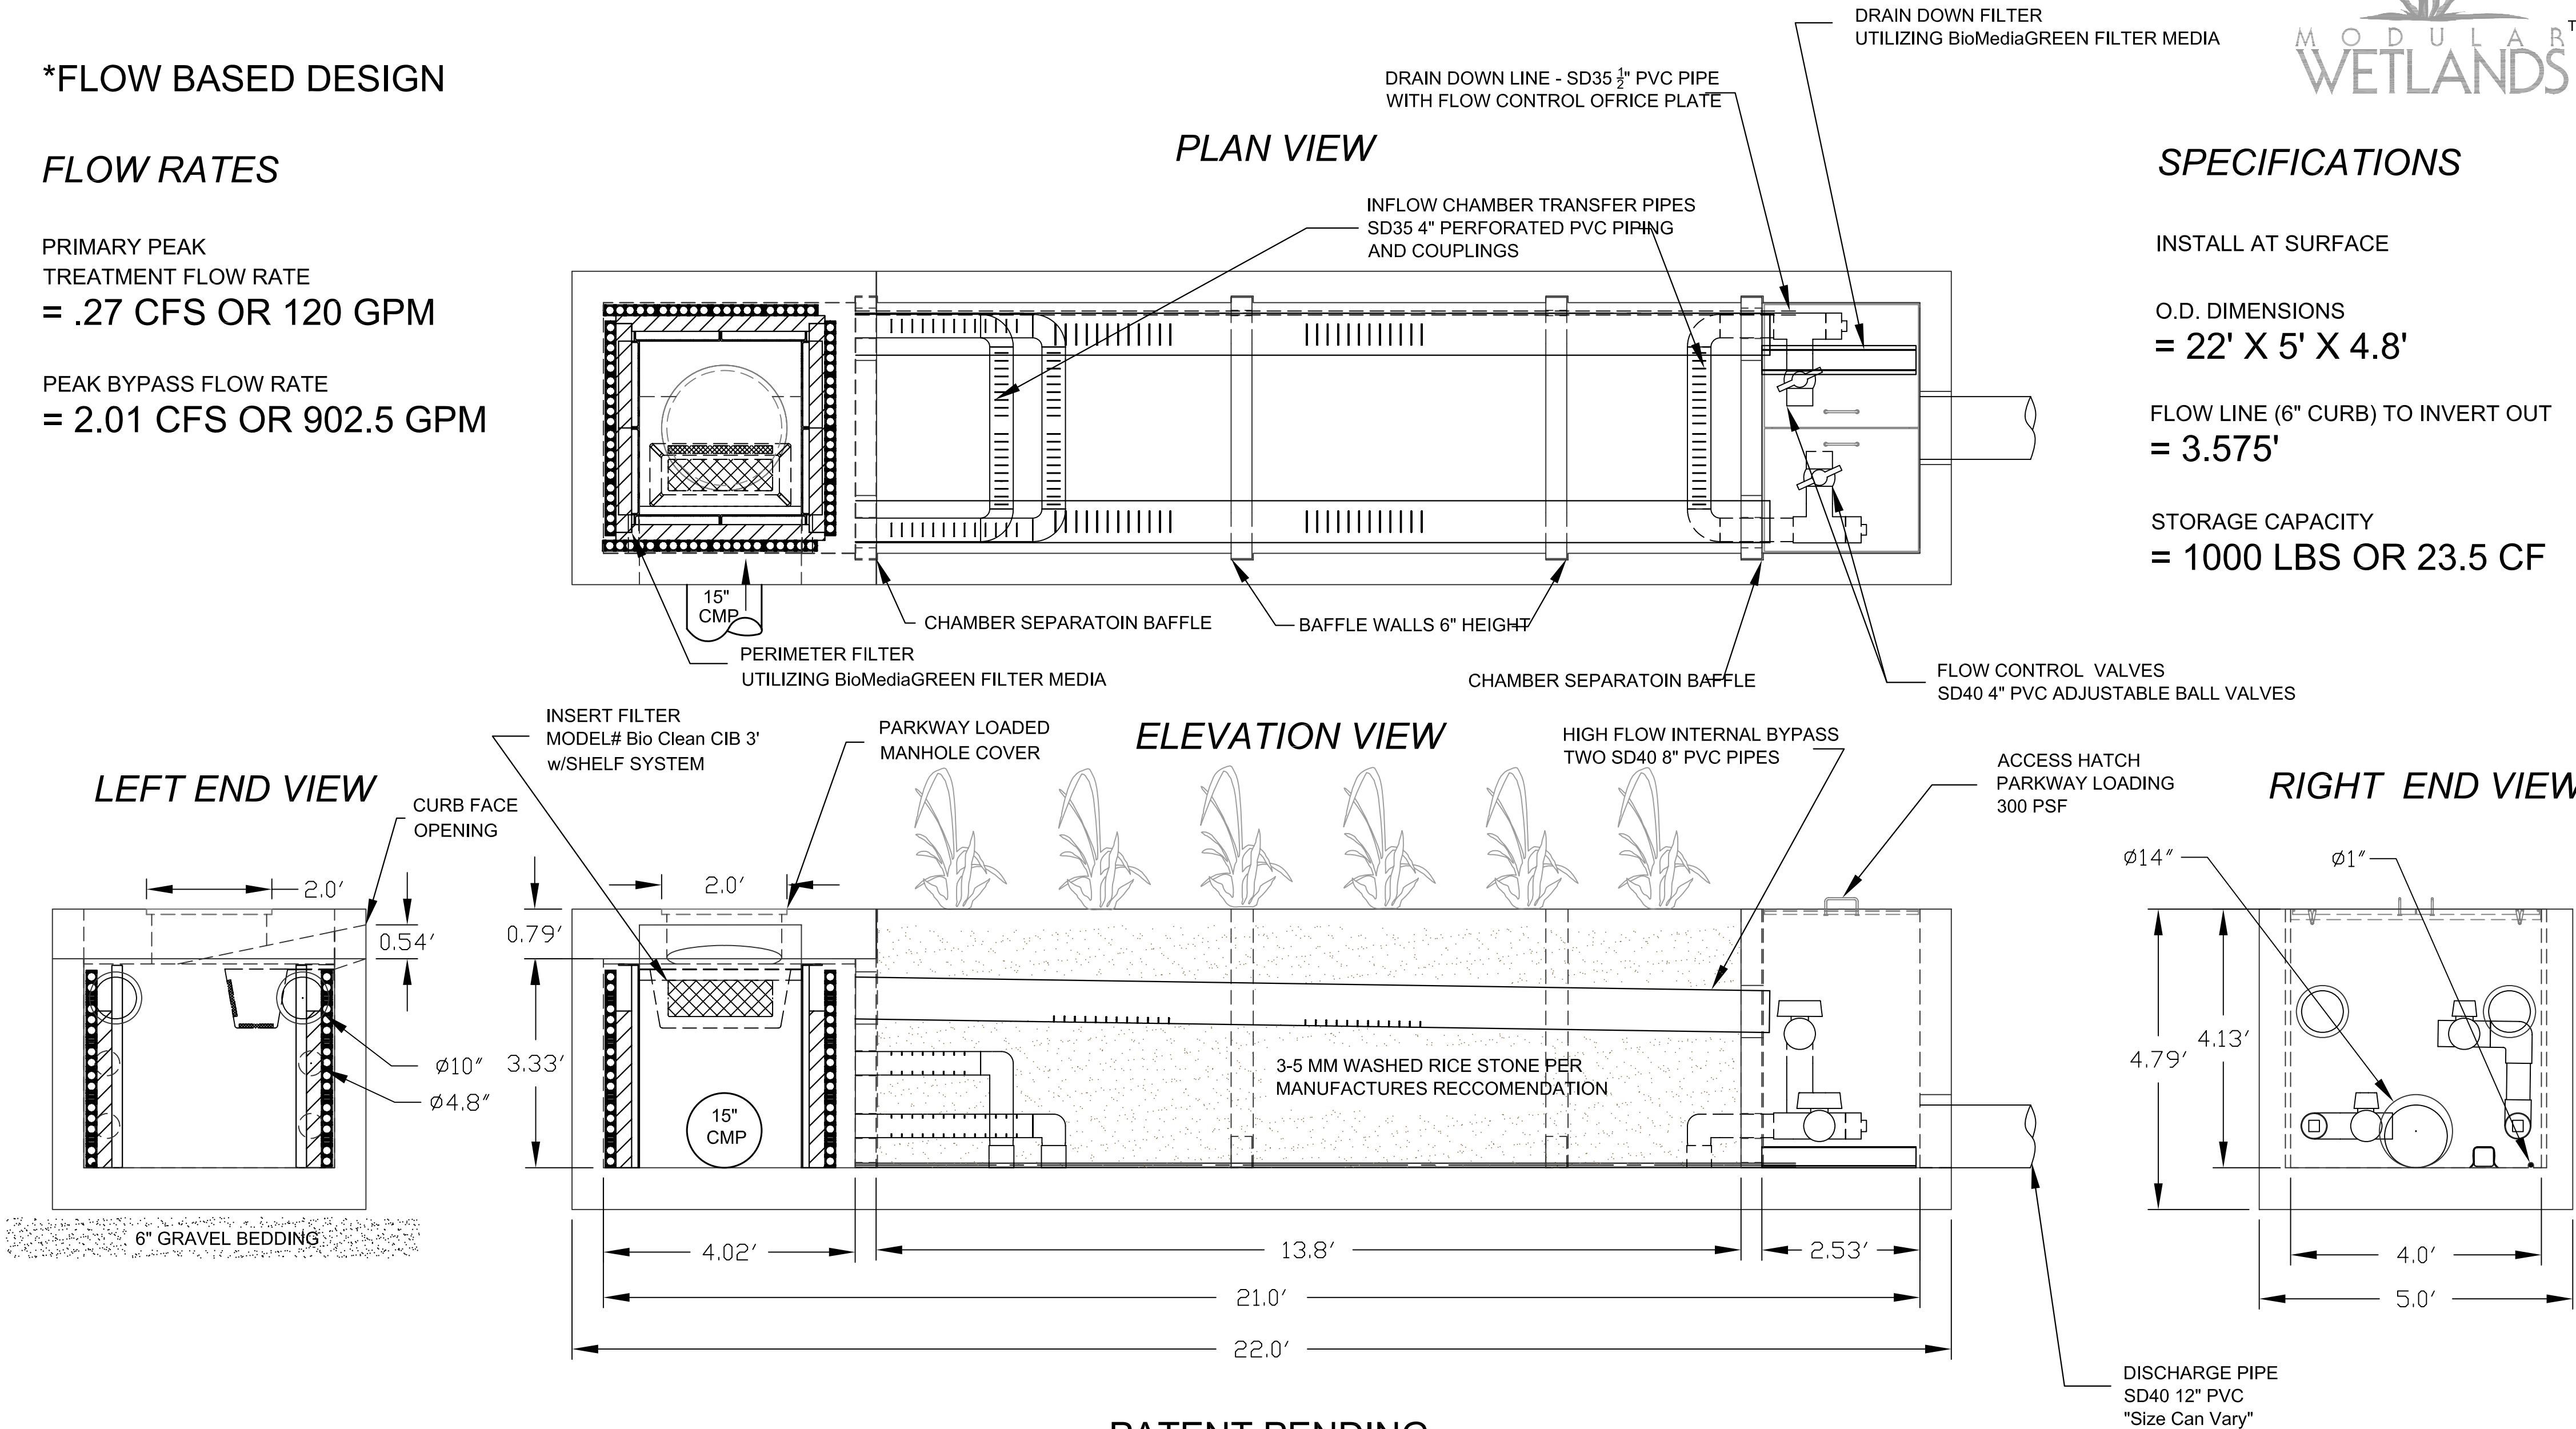 *FLOW BASED DESIGN
FLOW RATES
PRIMARY PEAK
TREATMENT FLOW RATE
= .27 CFS OR 120 GPM
PEAK BYPASS FLOW RATE
= 2.01 CFS OR 902.5 GPM
PLAN VIEW
DRAIN DOWN FILTER
UTILIZING BioMediaGREEN FILTER MEDIA
DRAIN DOWN LINE - SD35 ½" PVC PIPE
WITH FLOW CONTROL OFRICE PLATE
INFLOW CHAMBER TRANSFER PIPES
SD35 4" PERFORATED PVC PIPING
AND COUPLINGS
15"
CMP
CHAMBER SEPARATOIN BAFFLE
BAFFLE WALLS 6" HEIGHT
PERIMETER FILTER
UTILIZING BioMediaGREEN FILTER MEDIA
CHAMBER SEPARATOIN BAFFLE
FLOW CONTROL VALVES
SD40 4" PVC ADJUSTABLE BALL VALVES
MODULAR
WETLANDS
SPECIFICATIONS
INSTALL AT SURFACE
O.D. DIMENSIONS
= 22' X 5' X 4.8'
FLOW LINE (6" CURB) TO INVERT OUT
= 3.575'
STORAGE CAPACITY
= 1000 LBS OR 23.5 CF
LEFT END VIEW
CURB FACE
OPENING
2.0'
0.54'
Ø10"
Ø4.8"
6" GRAVEL BEDDING
ELEVATION VIEW
INSERT FILTER
MODEL# Bio Clean CIB 3'
w/SHELF SYSTEM
PARKWAY LOADED
MANHOLE COVER
HIGH FLOW INTERNAL BYPASS
TWO SD40 8" PVC PIPES
ACCESS HATCH
PARKWAY LOADING
300 PSF
2.0'
0.79'
3.33'
15"
CMP
3-5 MM WASHED RICE STONE PER
MANUFACTURES RECCOMENDATION
4.02'
13.8'
2.53'
21.0'
22.0'
RIGHT END VIEW
Ø14"
Ø1"
4.79'
4.13'
4.0'
5.0'
DISCHARGE PIPE
SD40 12" PVC
"Size Can Vary"
PATENT PENDING